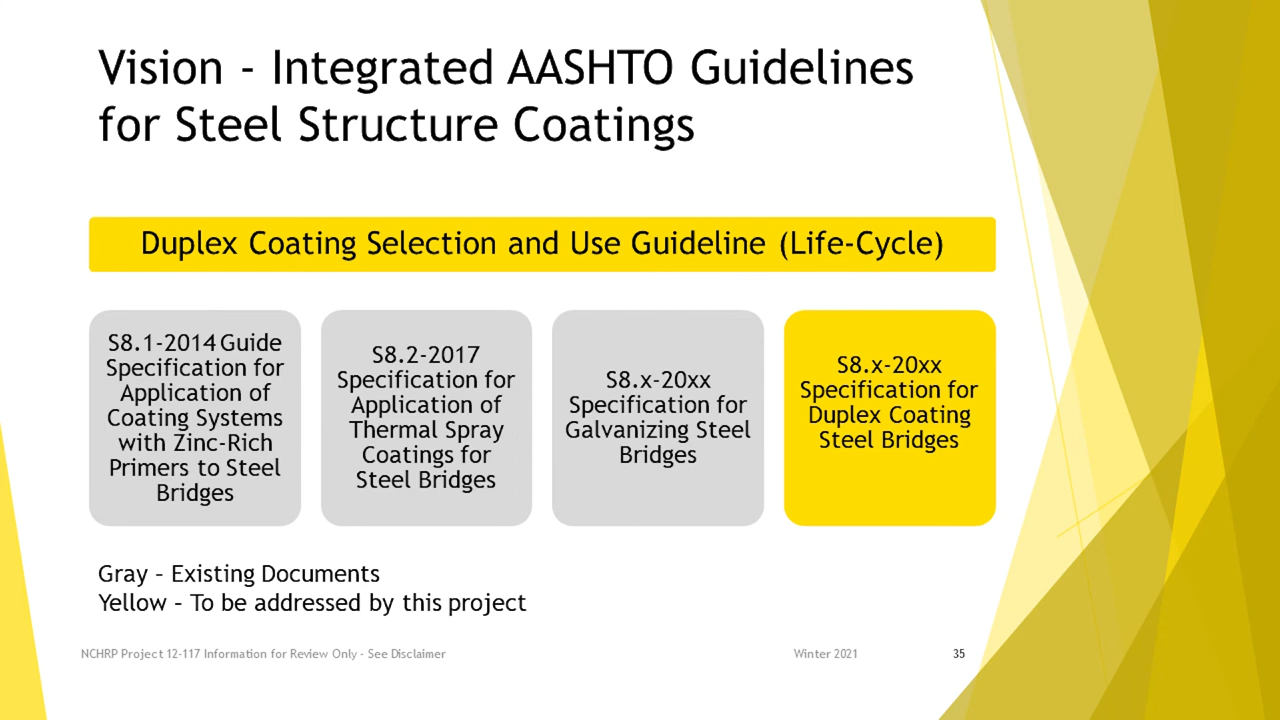 Vision - Integrated AASHTO Guidelines
for Steel Structure Coatings
Duplex Coating Selection and Use Guideline (Life-Cycle)
S8.1-2014 Guide
Specification for
Application of
Coating Systems
with Zinc-Rich
Primers to Steel
Bridges
S8.2-2017
Specification for
Application of
Thermal Spray
Coatings for
Steel Bridges
S8.x-20xx
Specification for
Galvanizing Steel
Bridges
S8.x-20xx
Specification for
Duplex Coating
Steel Bridges
Gray – Existing Documents
Yellow – To be addressed by this project
NCHRP Project 12-117 Information for Review Only - See Disclaimer
Winter 2021
35